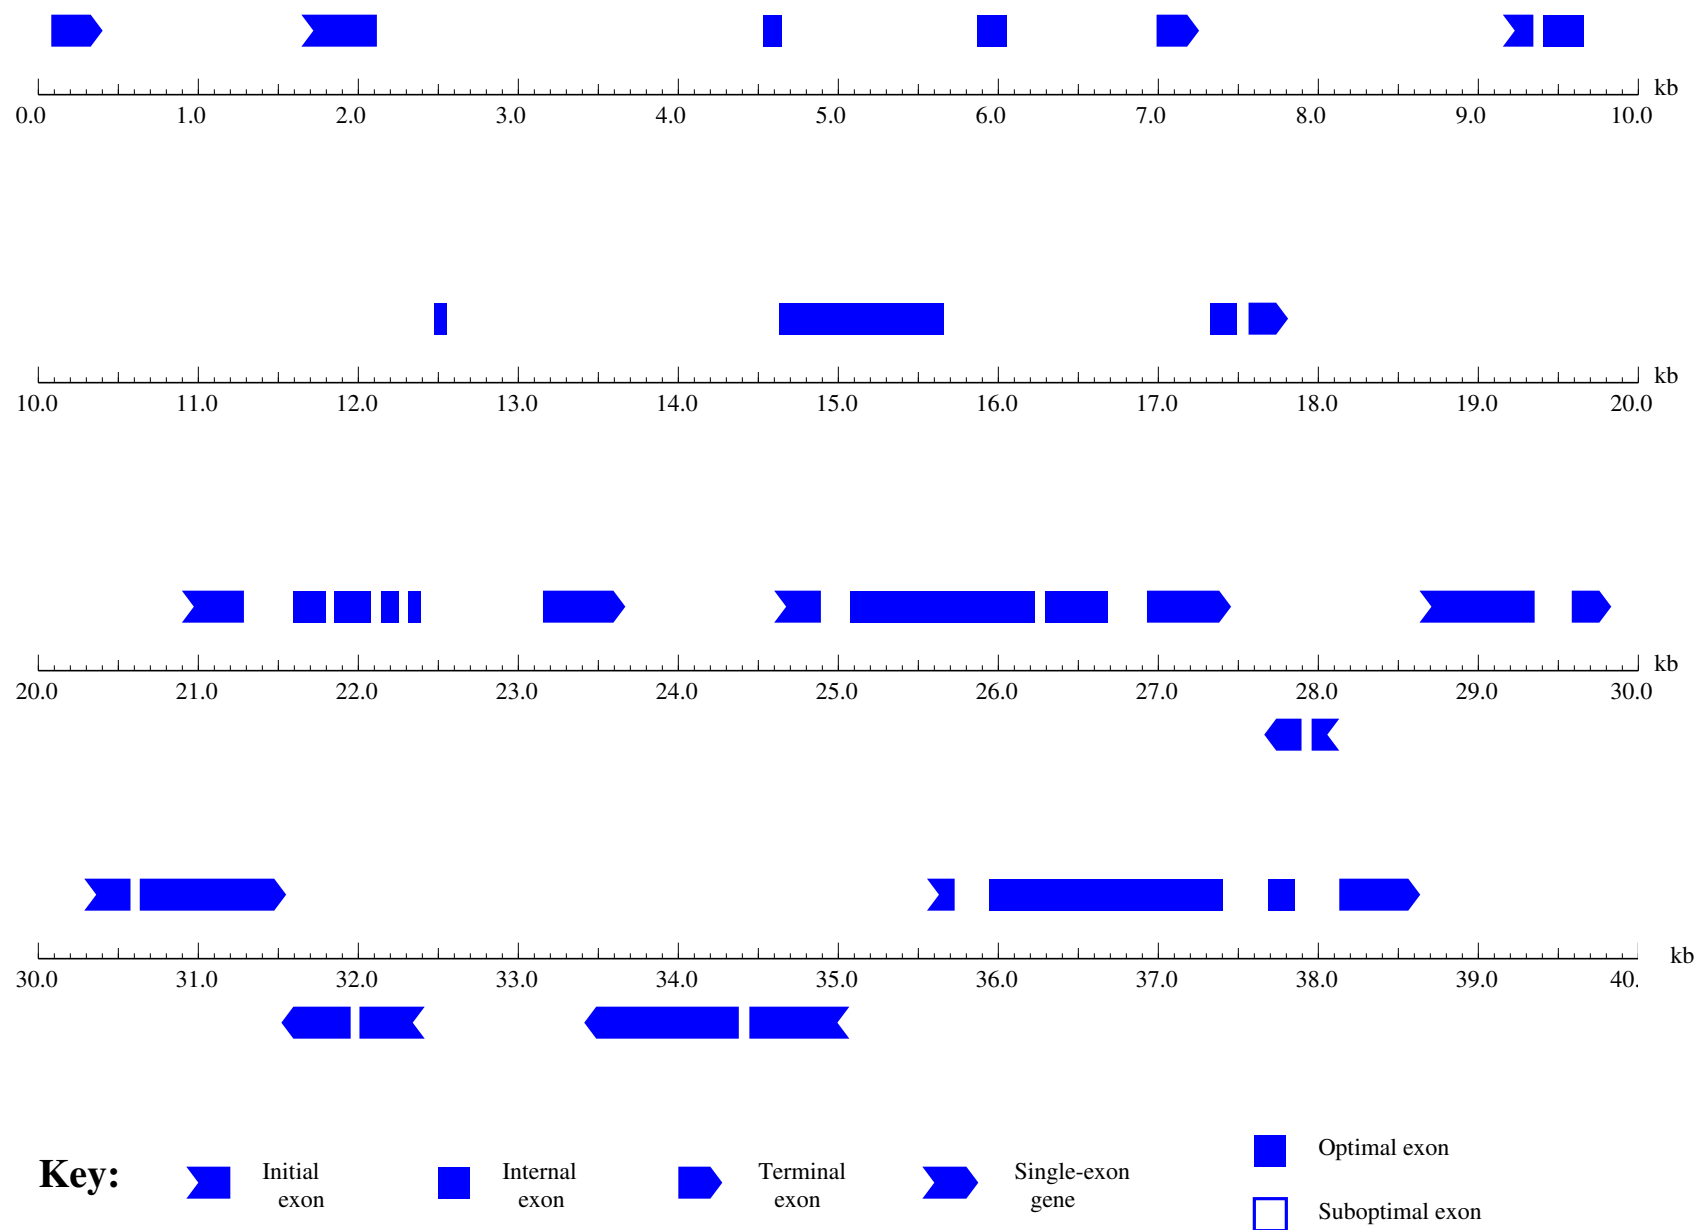 kb
0.0 1.0 2.0 3.0 4.0 5.0 6.0 7.0 8.0 9.0 10.0
kb
10.0 11.0 12.0 13.0 14.0 15.0 16.0 17.0 18.0 19.0 20.0
kb
20.0 21.0 22.0 23.0 24.0 25.0 26.0 27.0 28.0 29.0 30.0
kb
30.0 31.0 32.0 33.0 34.0 35.0 36.0 37.0 38.0 39.0 40.
Key:
Initial
exon
Internal
exon
Terminal
exon
Single-exon
gene
Optimal exon
Suboptimal exon